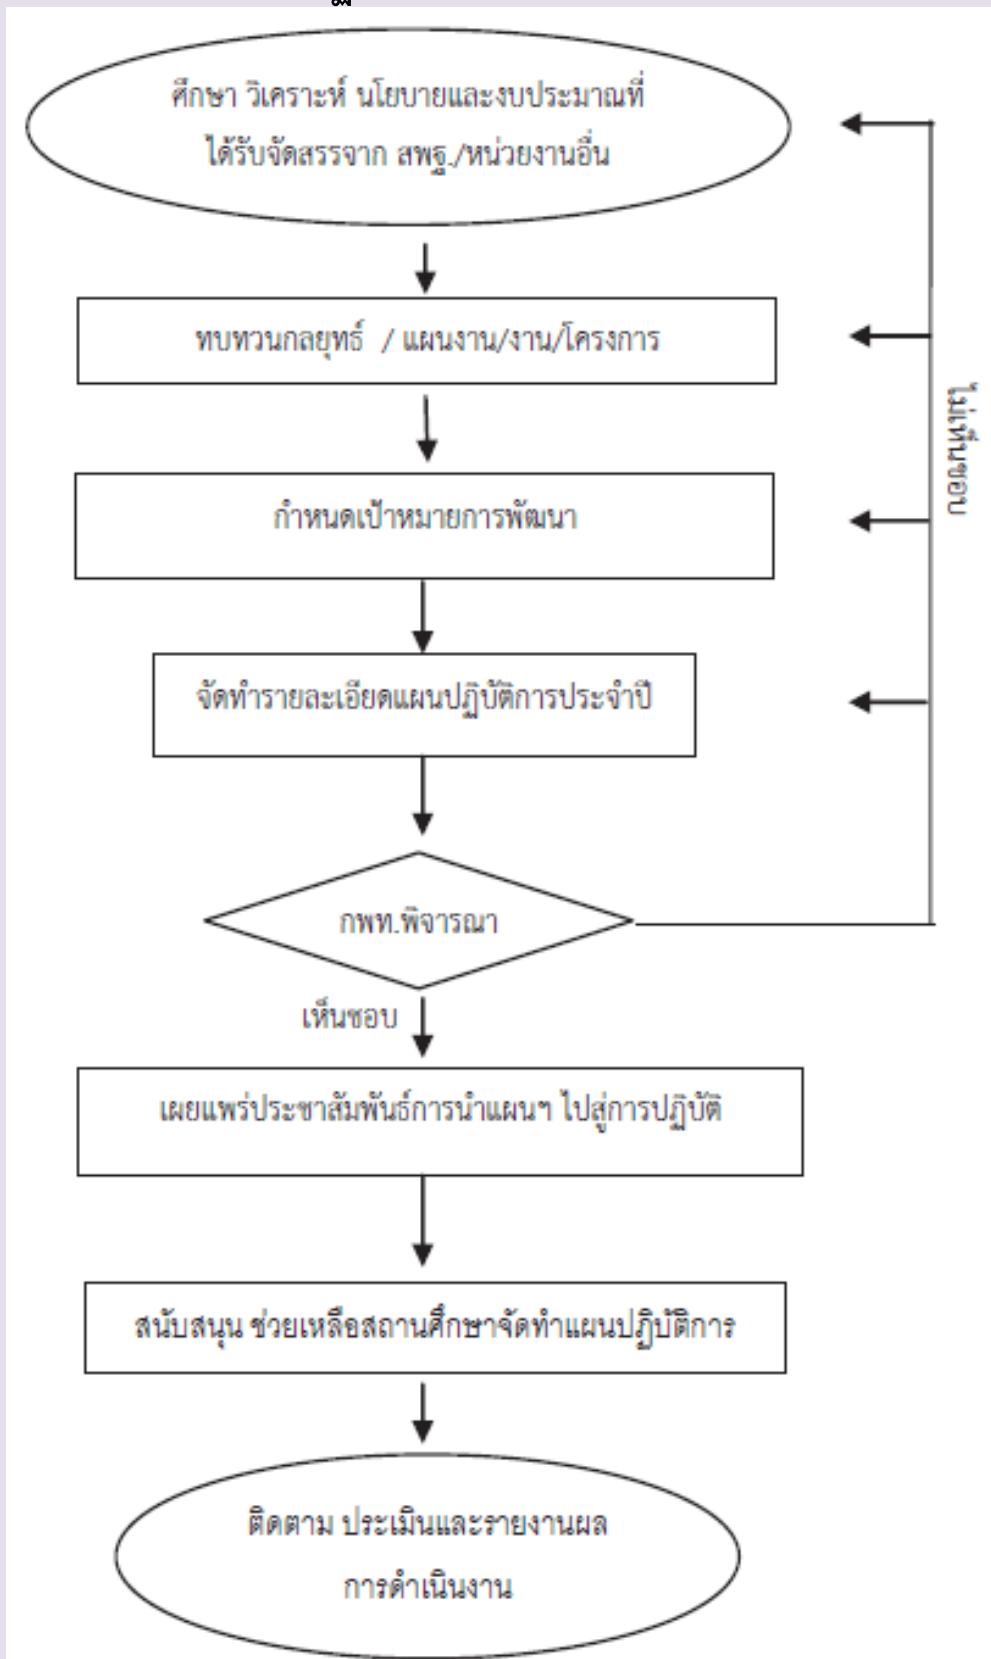 ศึกษา วิเคราะห์ นโยบายและงบประมาณที่
ได้รับจัดสรรจาก สพฐ./หน่วยงานอื่น
ทบทวนกลยุทธ์ / แผนงาน/งาน/โครงการ
กำหนดเป้าหมายการพัฒนา
ไม่เห็นชอบ
จัดทำรายละเอียดแผนปฏิบัติการประจำปี
กพท.พิจารณา
เห็นชอบ
เผยแพร่ประชาสัมพันธ์การนำแผนฯ ไปสู่การปฏิบัติ
สนับสนุน ช่วยเหลือสถานศึกษาจัดทำแผนปฏิบัติการ
ติดตาม ประเมินและรายงานผล
การดำเนินงาน